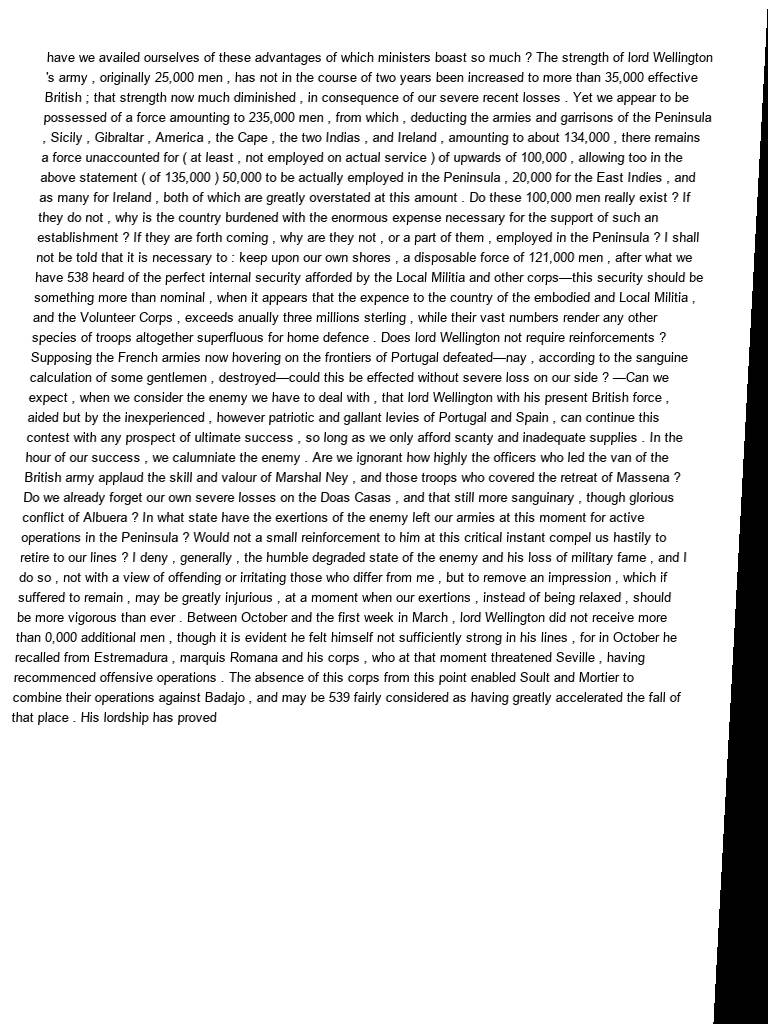 have we availed ourselves of these advantages of which ministers boast so much ? The strength of lord Wellington
's army , originally 25,000 men , has not in the course of two years been increased to more than 35,000 effective
British ; that strength now much diminished , in consequence of our severe recent losses . Yet we appear to be
possessed of a force amounting to 235,000 men , from which , deducting the armies and garrisons of the Peninsula
, Sicily , Gibraltar , America , the Cape , the two Indias , and Ireland , amounting to about 134,000 , there remains
a force unaccounted for ( at least , not employed on actual service ) of upwards of 100,000 , allowing too in the
above statement ( of 135,000 ) 50,000 to be actually employed in the Peninsula , 20,000 for the East Indies , and
as many for Ireland , both of which are greatly overstated at this amount . Do these 100,000 men really exist ? If
they do not , why is the country burdened with the enormous expense necessary for the support of such an
establishment ? If they are forth coming , why are they not , or a part of them , employed in the Peninsula ? I shall
not be told that it is necessary to : keep upon our own shores , a disposable force of 121,000 men , after what we
have 538 heard of the perfect internal security afforded by the Local Militia and other corps—this security should be
something more than nominal , when it appears that the expence to the country of the embodied and Local Militia ,
and the Volunteer Corps , exceeds anually three millions sterling , while their vast numbers render any other
species of troops altogether superfluous for home defence . Does lord Wellington not require reinforcements ?
Supposing the French armies now hovering on the frontiers of Portugal defeated—nay , according to the sanguine
calculation of some gentlemen , destroyed—could this be effected without severe loss on our side ? —Can we
expect , when we consider the enemy we have to deal with , that lord Wellington with his present British force ,
aided but by the inexperienced , however patriotic and gallant levies of Portugal and Spain , can continue this
contest with any prospect of ultimate success , so long as we only afford scanty and inadequate supplies . In the
hour of our success , we calumniate the enemy . Are we ignorant how highly the officers who led the van of the
British army applaud the skill and valour of Marshal Ney , and those troops who covered the retreat of Massena ?
Do we already forget our own severe losses on the Doas Casas , and that still more sanguinary , though glorious
conflict of Albuera ? In what state have the exertions of the enemy left our armies at this moment for active
operations in the Peninsula ? Would not a small reinforcement to him at this critical instant compel us hastily to
retire to our lines ? I deny , generally , the humble degraded state of the enemy and his loss of military fame , and I
do so , not with a view of offending or irritating those who differ from me , but to remove an impression , which if
suffered to remain , may be greatly injurious , at a moment when our exertions , instead of being relaxed , should
be more vigorous than ever . Between October and the first week in March , lord Wellington did not receive more
than 0,000 additional men , though it is evident he felt himself not sufficiently strong in his lines , for in October he
recalled from Estremadura , marquis Romana and his corps , who at that moment threatened Seville , having
recommenced offensive operations . The absence of this corps from this point enabled Soult and Mortier to
combine their operations against Badajo , and may be 539 fairly considered as having greatly accelerated the fall of
that place . His lordship has proved